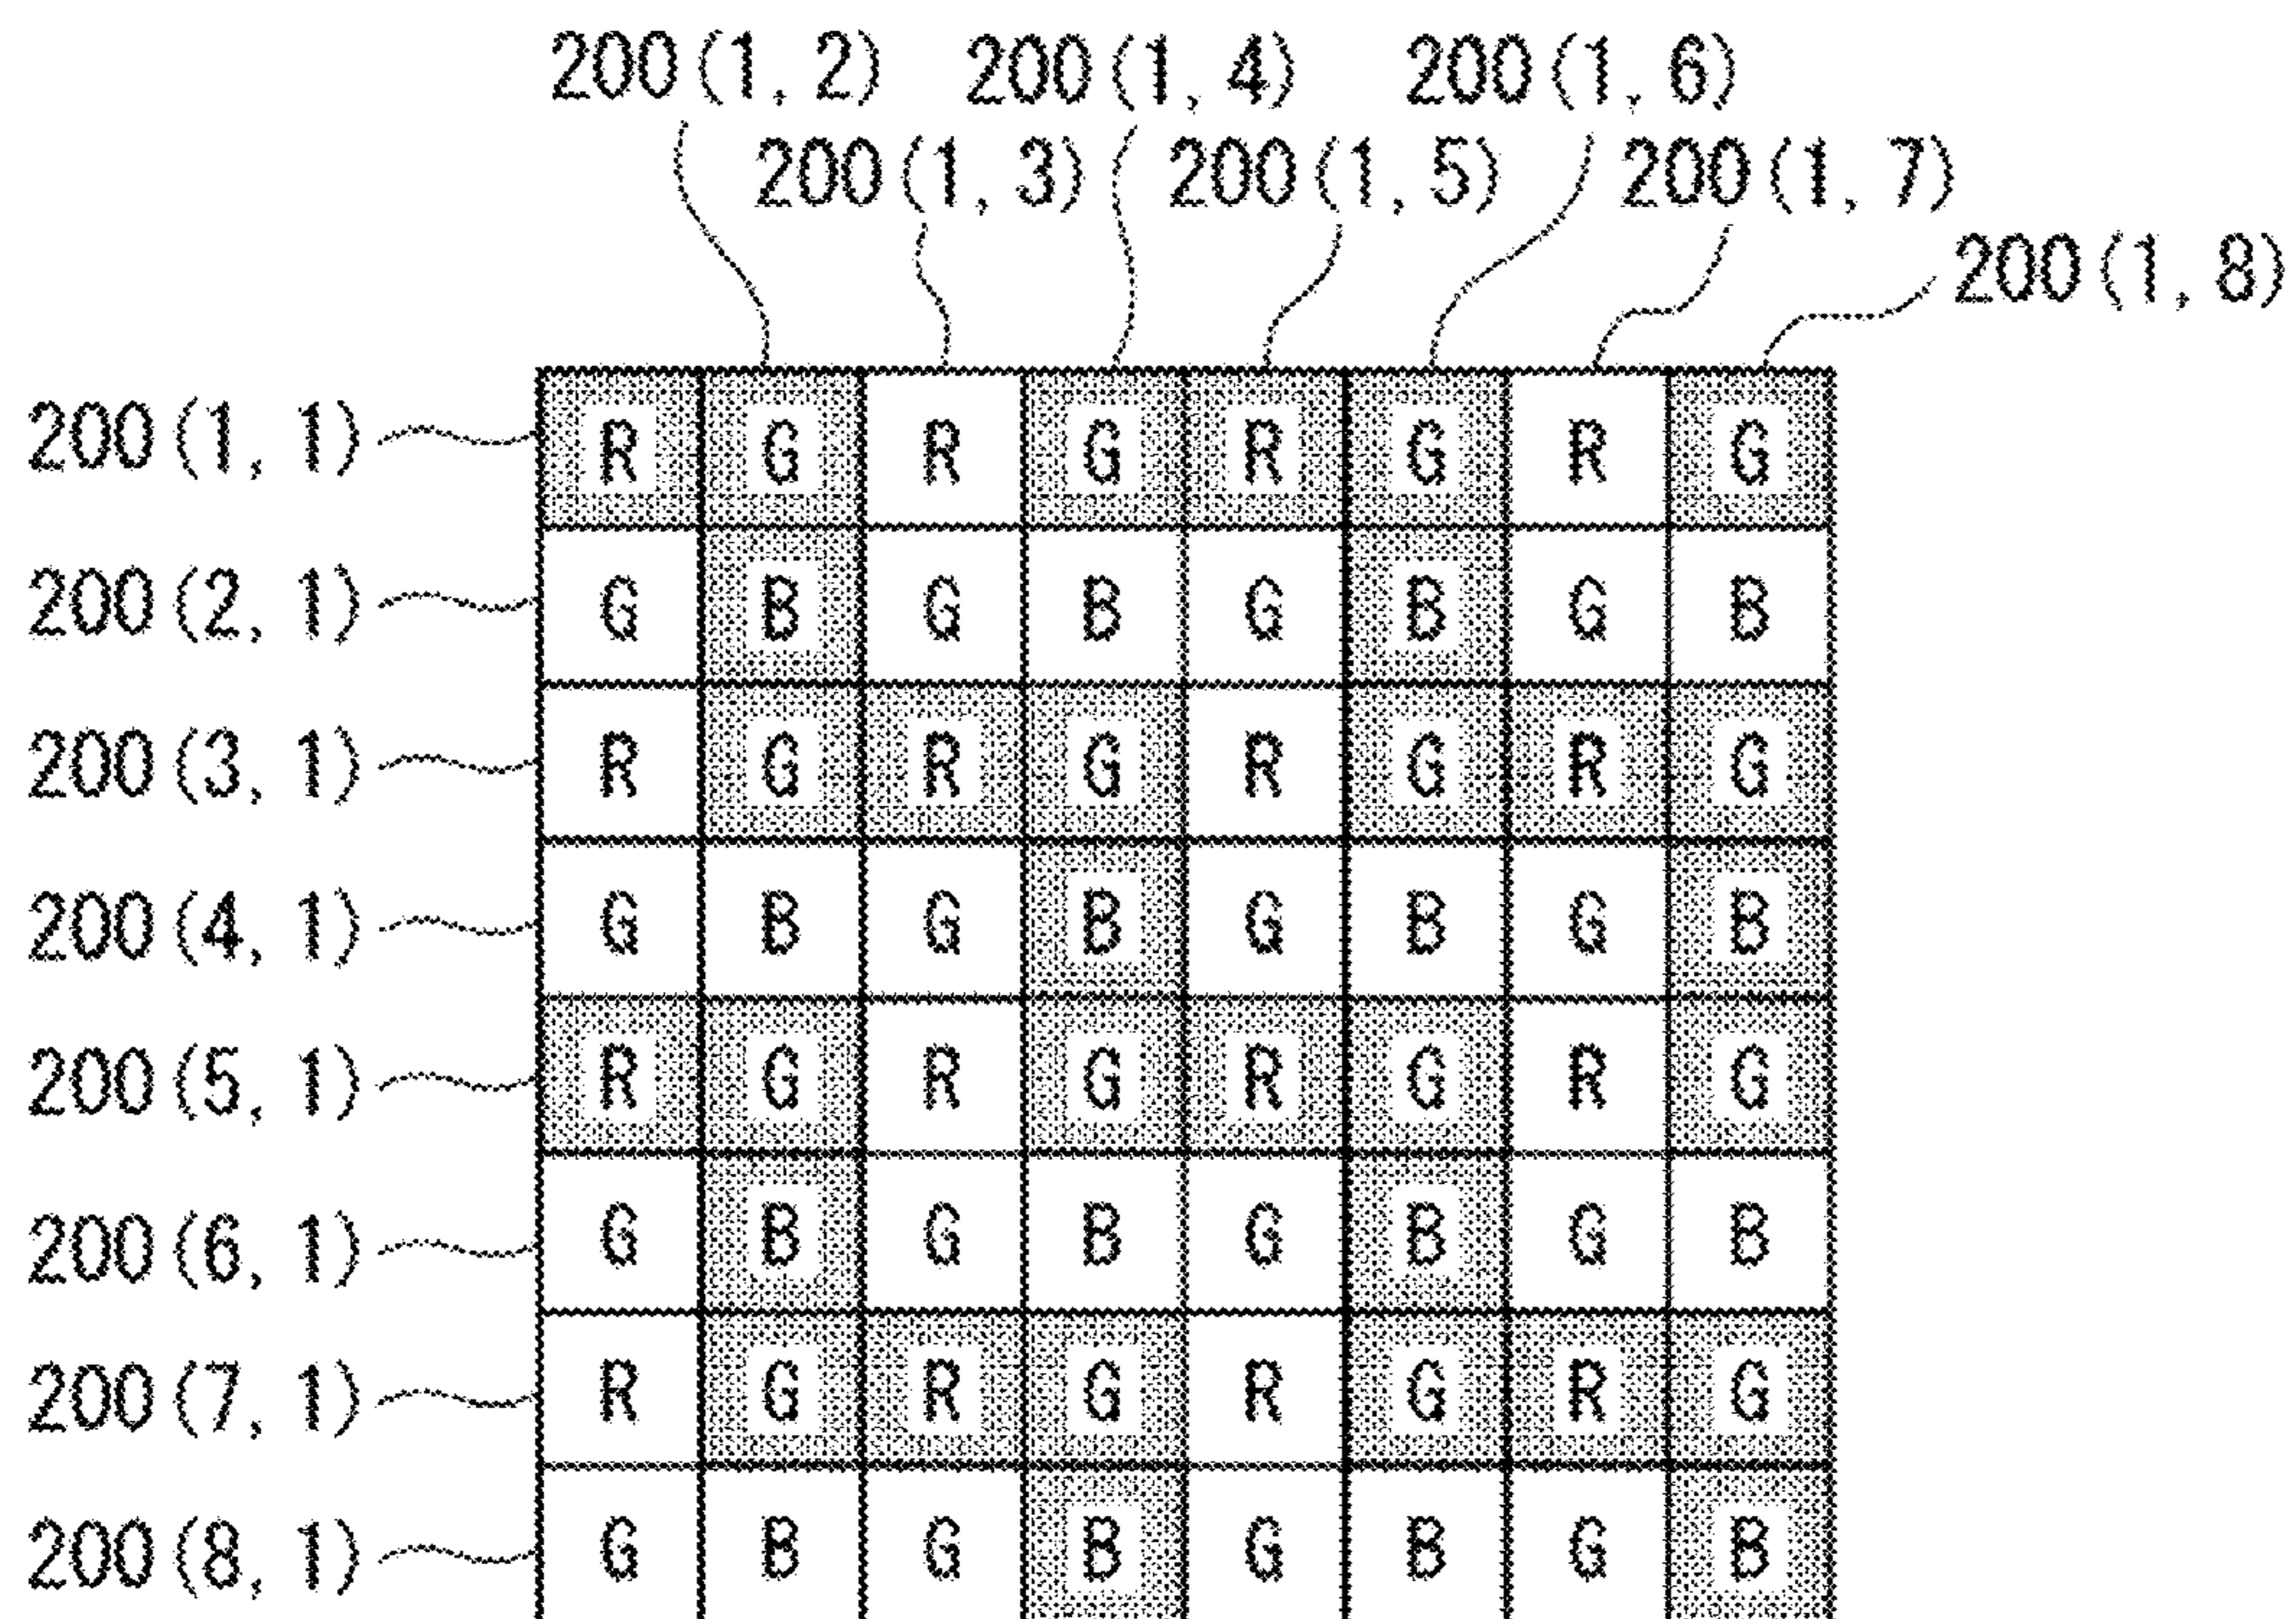 200(1, 2) 200(1, 4) 200(1, 6)
200(1, 3) 200(1, 5) 200(1, 7)
200(1, 8)
200(1, 1) R G R G R G R G
200(2, 1) G B G B G B G B
200(3, 1) R G R G R G R G
200(4, 1) G B G B G B G B
200(5, 1) R G R G R G R G
200(6, 1) G B G B G B G B
200(7, 1) R G R G R G R G
200(8, 1) G B G B G B G B